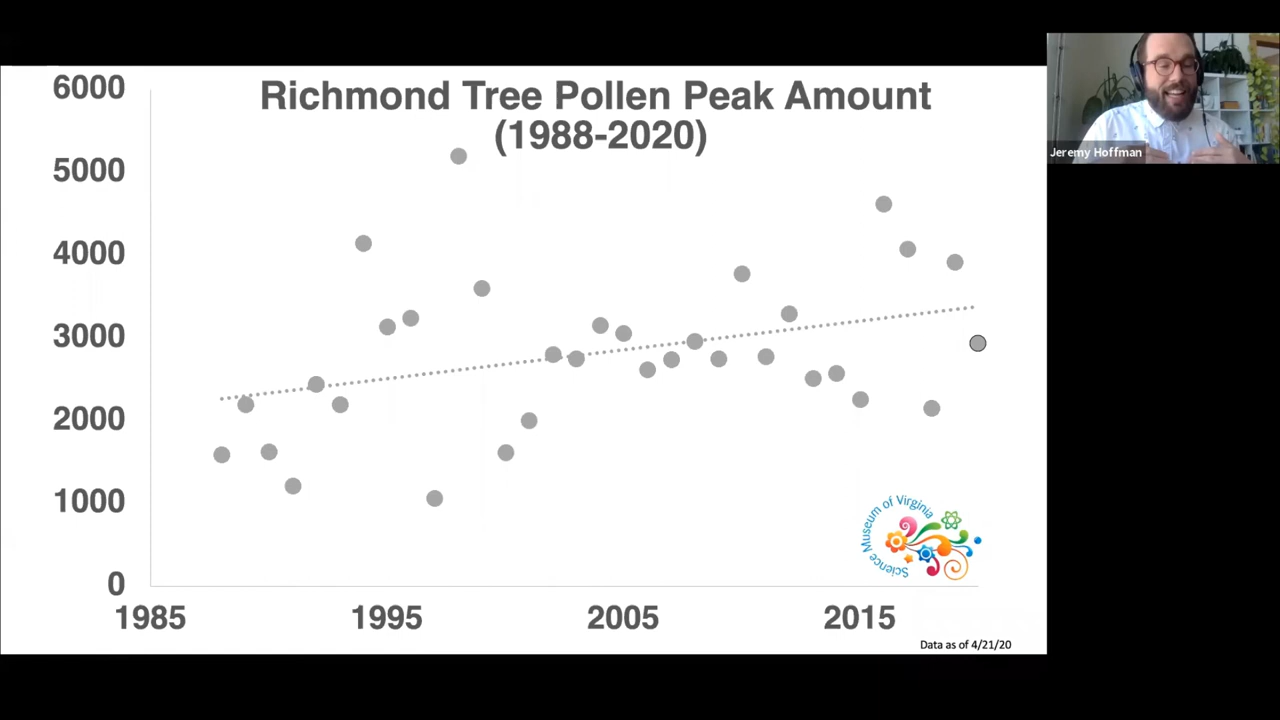 Richmond Tree Pollen Peak Amount
(1988-2020)
6000
5000
4000
3000
2000
1000
0
1985 1995 2005 2015
Science Museum of Virginia
Data as of 4/21/20
Jeremy Hoffman